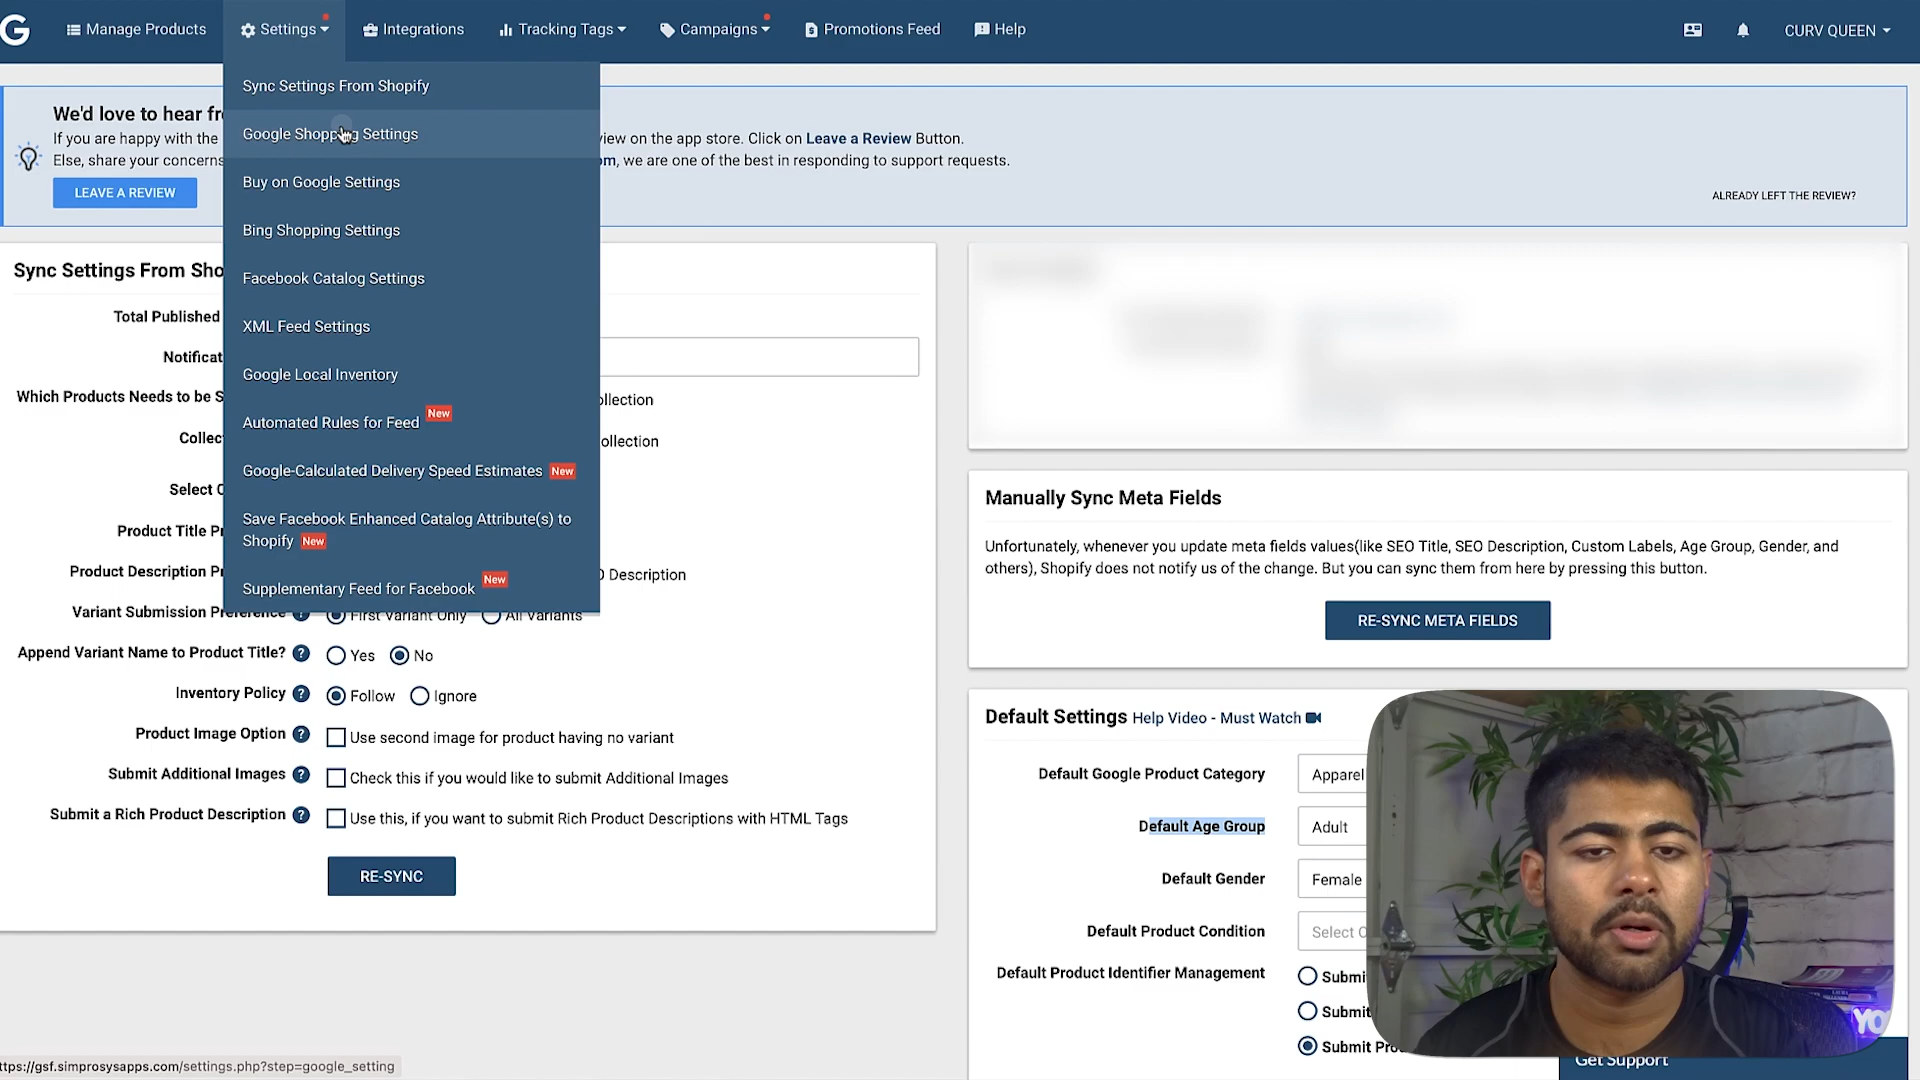 G
Manage Products
Settings
Integrations
Tracking Tags
Campaigns
Promotions Feed
Help
CURV QUEEN
Sync Settings From Shopify
Google Shopping Settings
Buy on Google Settings
Bing Shopping Settings
Facebook Catalog Settings
XML Feed Settings
Google Local Inventory
Automated Rules for Feed New
Google-Calculated Delivery Speed Estimates New
Save Facebook Enhanced Catalog Attribute(s) to
Shopify New
Supplementary Feed for Facebook New
We'd love to hear fr
If you are happy with the view on the app store. Click on Leave a Review Button.
Else, share your concerns om, we are one of the best in responding to support requests.
LEAVE A REVIEW
ALREADY LEFT THE REVIEW?
Sync Settings From Sho
Total Published
Notificat
Which Products Needs to be S ollection
Collec ollection
Select C
Product Title Pr
Product Description Pr O Description
Variant Submission Preference ? First Variant Only All Variants
Append Variant Name to Product Title? ? Yes No
Inventory Policy ? Follow Ignore
Product Image Option ? Use second image for product having no variant
Submit Additional Images ? Check this if you would like to submit Additional Images
Submit a Rich Product Description ? Use this, if you want to submit Rich Product Descriptions with HTML Tags
RE-SYNC
Manually Sync Meta Fields
Unfortunately, whenever you update meta fields values(like SEO Title, SEO Description, Custom Labels, Age Group, Gender, and
others), Shopify does not notify us of the change. But you can sync them from here by pressing this button.
RE-SYNC META FIELDS
Default Settings Help Video - Must Watch
Default Google Product Category Apparel
Default Age Group Adult
Default Gender Female
Default Product Condition Select C
Default Product Identifier Management Submi
Submit
Submit Pro
Get Support
YO
ttps://gsf.simprosysapps.com/settings.php?step=google_setting